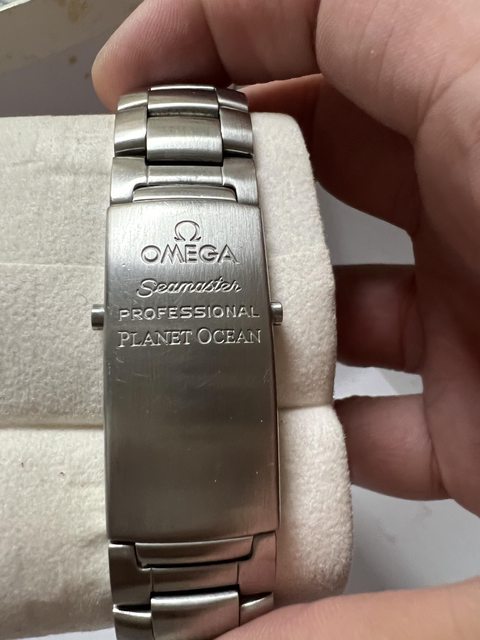 Ω
OMEGA
Seamaster
PROFESSIONAL
PLANET OCEAN